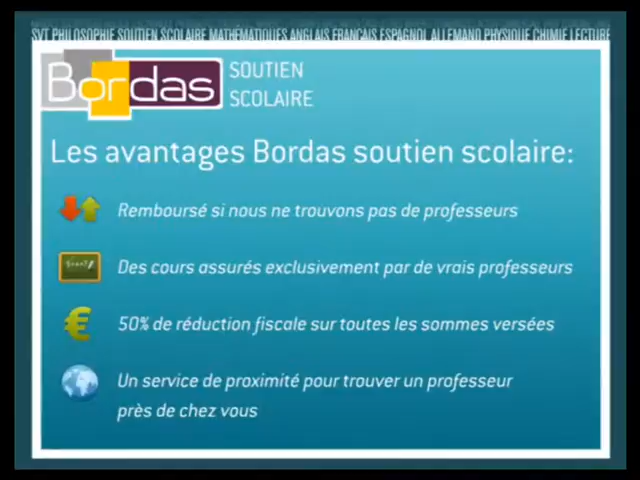 SVT PHILOSOPHIE SOUTIEN SCOLAIRE MATHÉMATIQUES ANGLAIS FRANÇAIS ESPAGNOL ALLEMAND PHYSIQUE CHIMIE LECTURE
Bordas SOUTIEN
SCOLAIRE
Les avantages Bordas soutien scolaire:
Remboursé si nous ne trouvons pas de professeurs
Des cours assurés exclusivement par de vrais professeurs
50% de réduction fiscale sur toutes les sommes versées
Un service de proximité pour trouver un professeur
près de chez vous